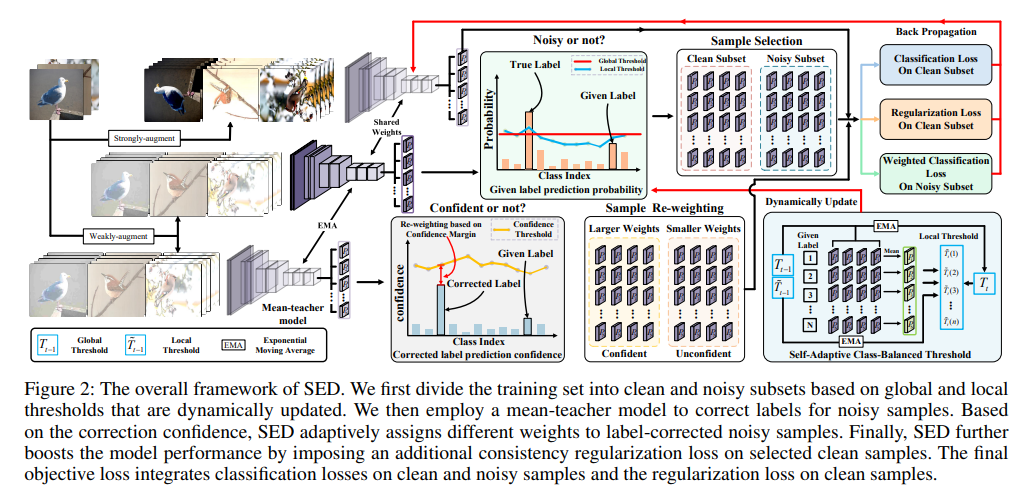 Back Propagation
Noisy or not?
Sample Selection
True Label
Global Threshold
Local Threshold
Given Label
Probability
Class Index
Given label prediction probability
Clean Subset
Noisy Subset
Classification Loss
On Clean Subset
Regularization Loss
On Clean Subset
Weighted Classification
Loss
On Noisy Subset
Strongly-augment
Shared
Weights
Weakly-augment
EMA
Mean-teacher
model
Confident or not?
Re-weighting based on
Confidence Margin
Confidence
Threshold
Given Label
Corrected Label
confidence
Class Index
Corrected label prediction confidence
Sample Re-weighting
Larger Weights
Smaller Weights
Confident
Unconfident
Dynamically Update
EMA
Given
Label
Mean
Local Threshold
1
2
3
N
T_{t-1}
T̃_{t-1}
T̃_t(1)
T̃_t(2)
T̃_t(3)
T̃_t(n)
T_t
EMA
Self-Adaptive Class-Balanced Threshold
T_{t-1}
Global
Threshold
T̃_{t-1}
Local
Threshold
EMA
Exponential
Moving Average
Figure 2: The overall framework of SED. We first divide the training set into clean and noisy subsets based on global and local
thresholds that are dynamically updated. We then employ a mean-teacher model to correct labels for noisy samples. Based
on the correction confidence, SED adaptively assigns different weights to label-corrected noisy samples. Finally, SED further
boosts the model performance by imposing an additional consistency regularization loss on selected clean samples. The final
objective loss integrates classification losses on clean and noisy samples and the regularization loss on clean samples.